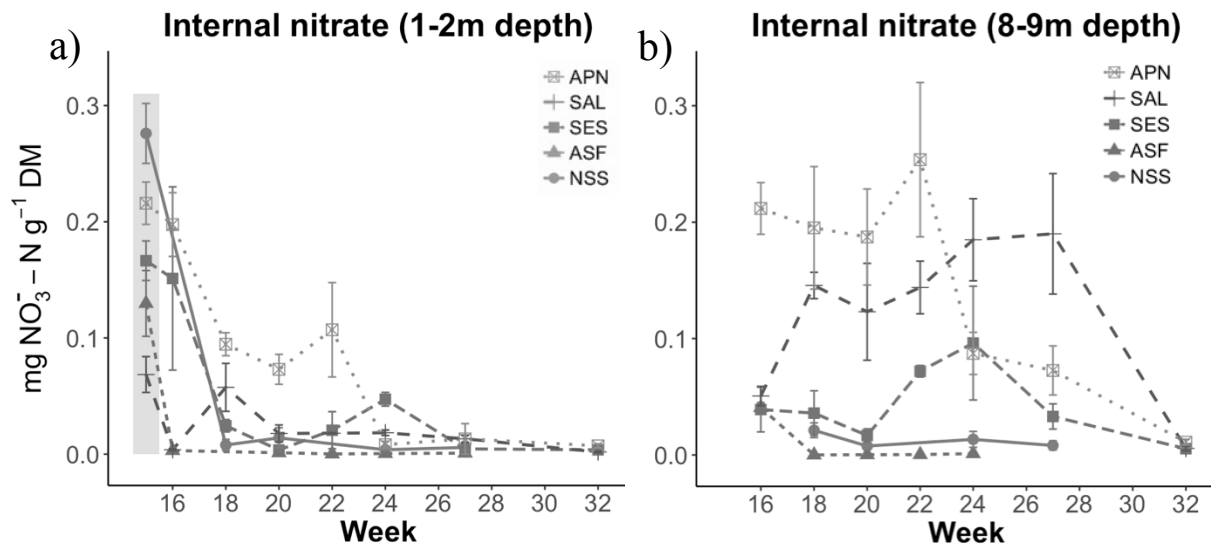 a)
Internal nitrate (1-2m depth)
mg NO₃⁻ – N g⁻¹ DM
0.3
0.2
0.1
0.0
APN
SAL
SES
ASF
NSS
16 18 20 22 24 26 28 30 32
Week
b)
Internal nitrate (8-9m depth)
0.3
0.2
0.1
0.0
APN
SAL
SES
ASF
NSS
16 18 20 22 24 26 28 30 32
Week